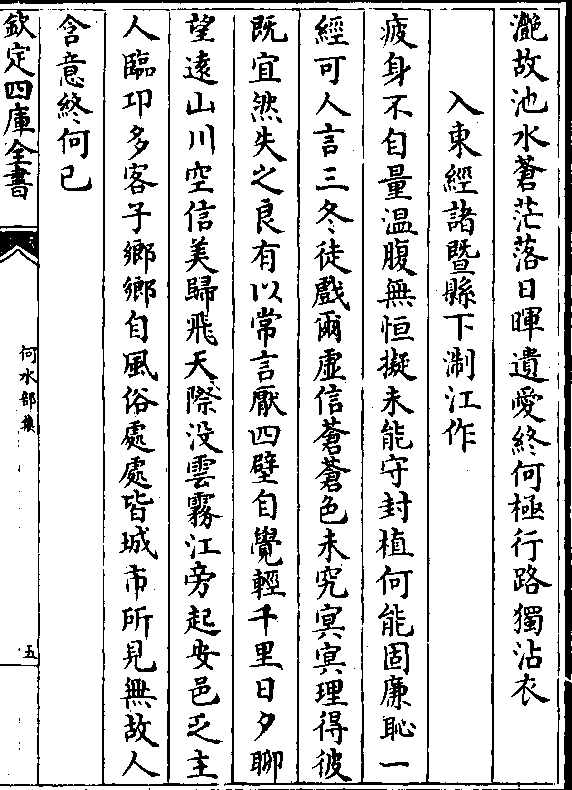 灔故池水蒼茫落日暉遺愛終何極行路獨沾衣
入東經諸暨縣下淛江作
疲身不自量温腹無恒擬未能守封植何能固廉恥一
經可人言三冬徒戲爾虚信蒼蒼色未究冥冥理得彼
既宜然失之良有以常言厭四壁自覺輕千里日夕聊
望遠山川空信美歸飛天際没雲霧江旁起安邑乏主
人臨卭多客子鄉鄉自風俗處處皆城市所見無故人
含意終何已
欽定四庫全書
何水部集
五